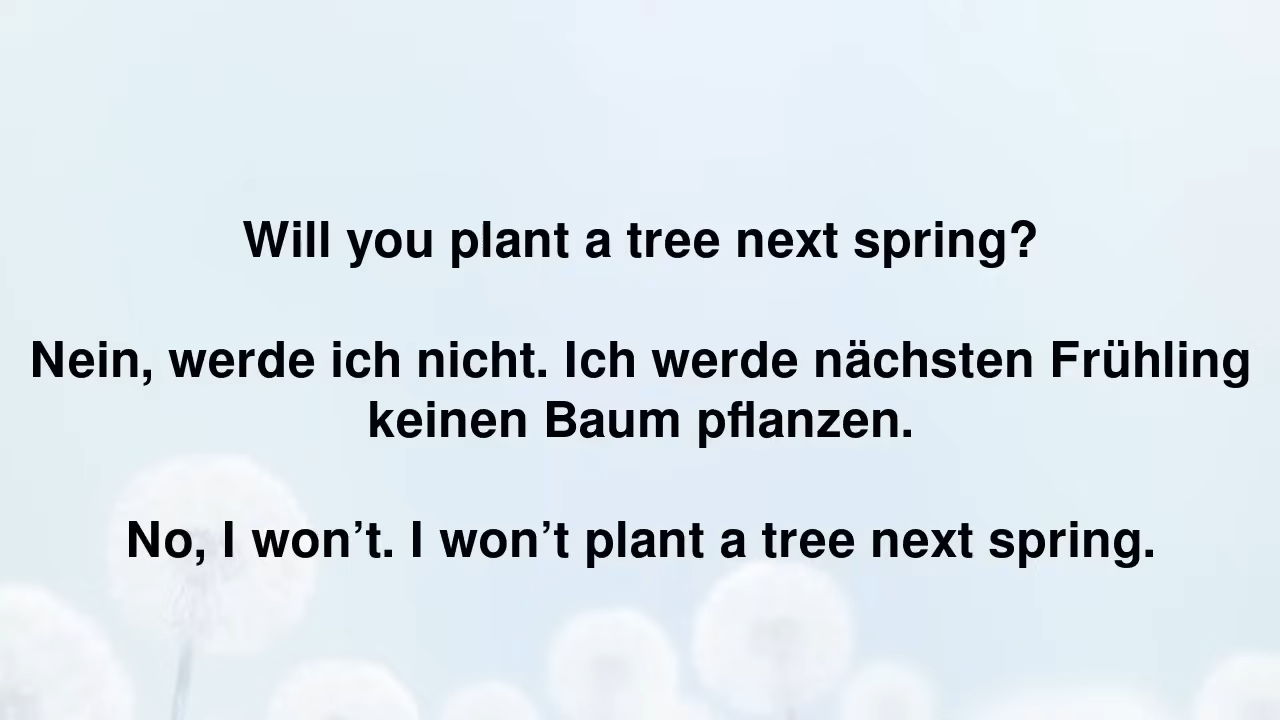 Will you plant a tree next spring?
Nein, werde ich nicht. Ich werde nächsten Frühling
keinen Baum pflanzen.
No, I won’t. I won’t plant a tree next spring.